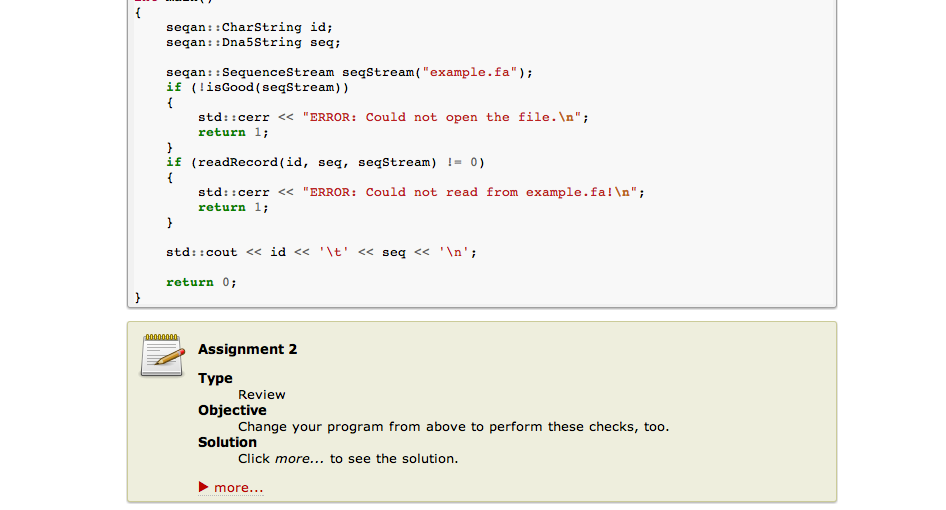 {
    seqan::CharString id;
    seqan::Dna5String seq;
    seqan::SequenceStream seqStream("example.fa");
    if (!isGood(seqStream))
    {
        std::cerr << "ERROR: Could not open the file.\n";
        return 1;
    }
    if (readRecord(id, seq, seqStream) != 0)
    {
        std::cerr << "ERROR: Could not read from example.fa!\n";
        return 1;
    }
    std::cout << id << '\t' << seq << '\n';
    return 0;
}
Assignment 2
Type
Review
Objective
Change your program from above to perform these checks, too.
Solution
Click more... to see the solution.
more...